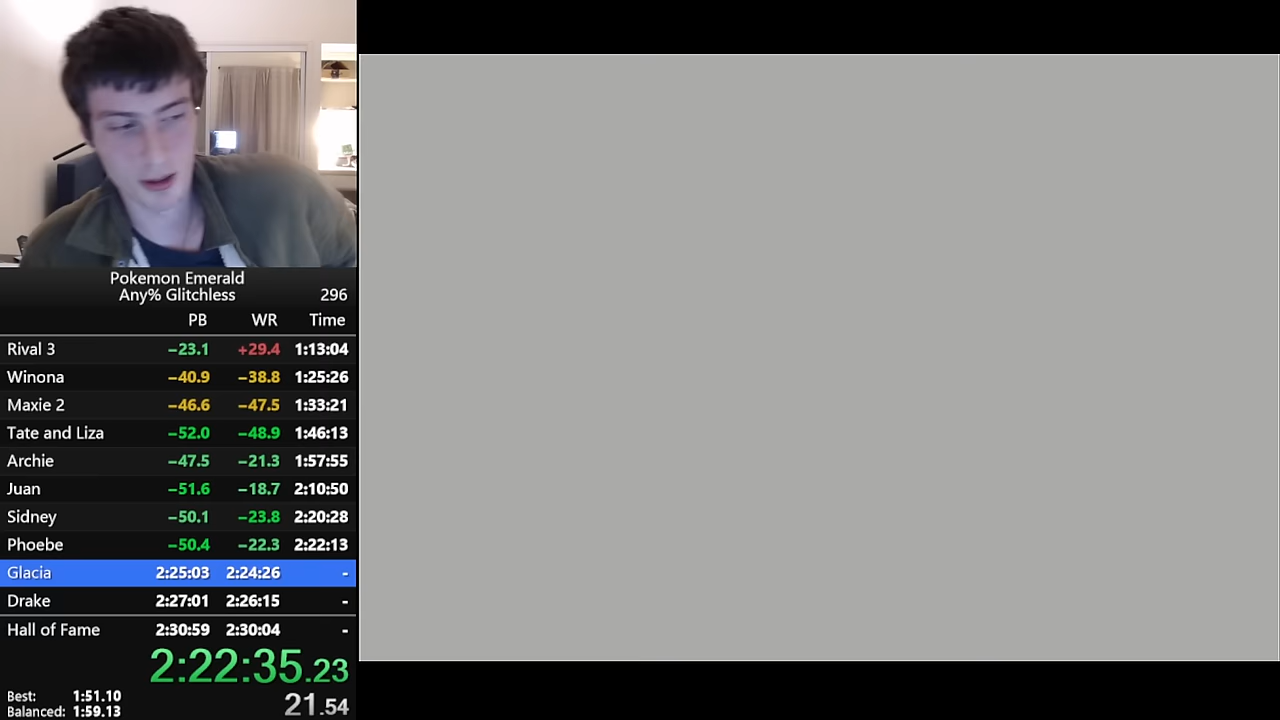 Pokemon Emerald
Any% Glitchless 296
PB WR Time
Rival 3 −23.1 +29.4 1:13:04
Winona −40.9 −38.8 1:25:26
Maxie 2 −46.6 −47.5 1:33:21
Tate and Liza −52.0 −48.9 1:46:13
Archie −47.5 −21.3 1:57:55
Juan −51.6 −18.7 2:10:50
Sidney −50.1 −23.8 2:20:28
Phoebe −50.4 −22.3 2:22:13
Glacia 2:25:03 2:24:26 -
Drake 2:27:01 2:26:15 -
Hall of Fame 2:30:59 2:30:04 -
2:22:35.23
Best: 1:51.10
Balanced: 1:59.13
21.54